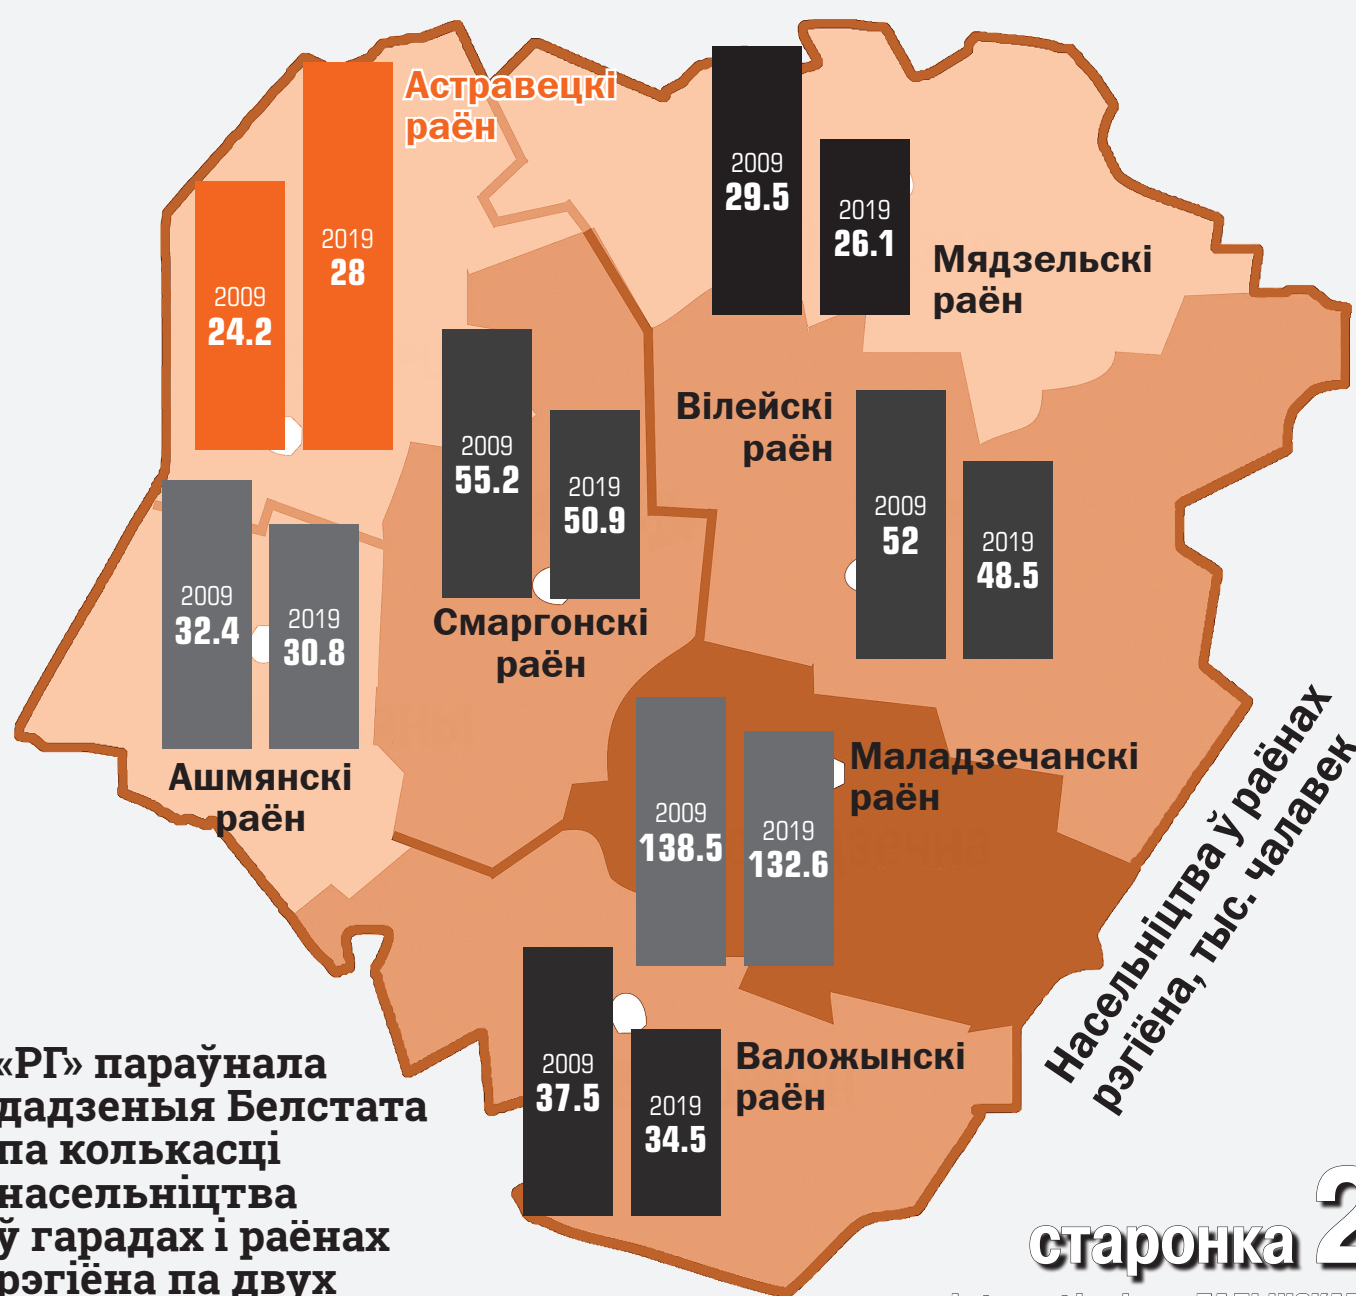 Астравецкі
раён
2009
24.2
2019
28
2009
29.5
2019
26.1
Мядзельскі
раён
2009
55.2
2019
50.9
Смаргонскі
раён
Вілейскі
раён
2009
52
2019
48.5
2009
32.4
2019
30.8
Ашмянскі
раён
2009
138.5
2019
132.6
Маладзечанскі
раён
2009
37.5
2019
34.5
Валожынскі
раён
Насельніцтва ў раёнах
рэгіёна, тыс. чалавек
«РГ» параўнала
дадзеныя Белстата
па колькасці
насельніцтва
ў гарадах і раёнах
рэгіёна па двух
старонка 2